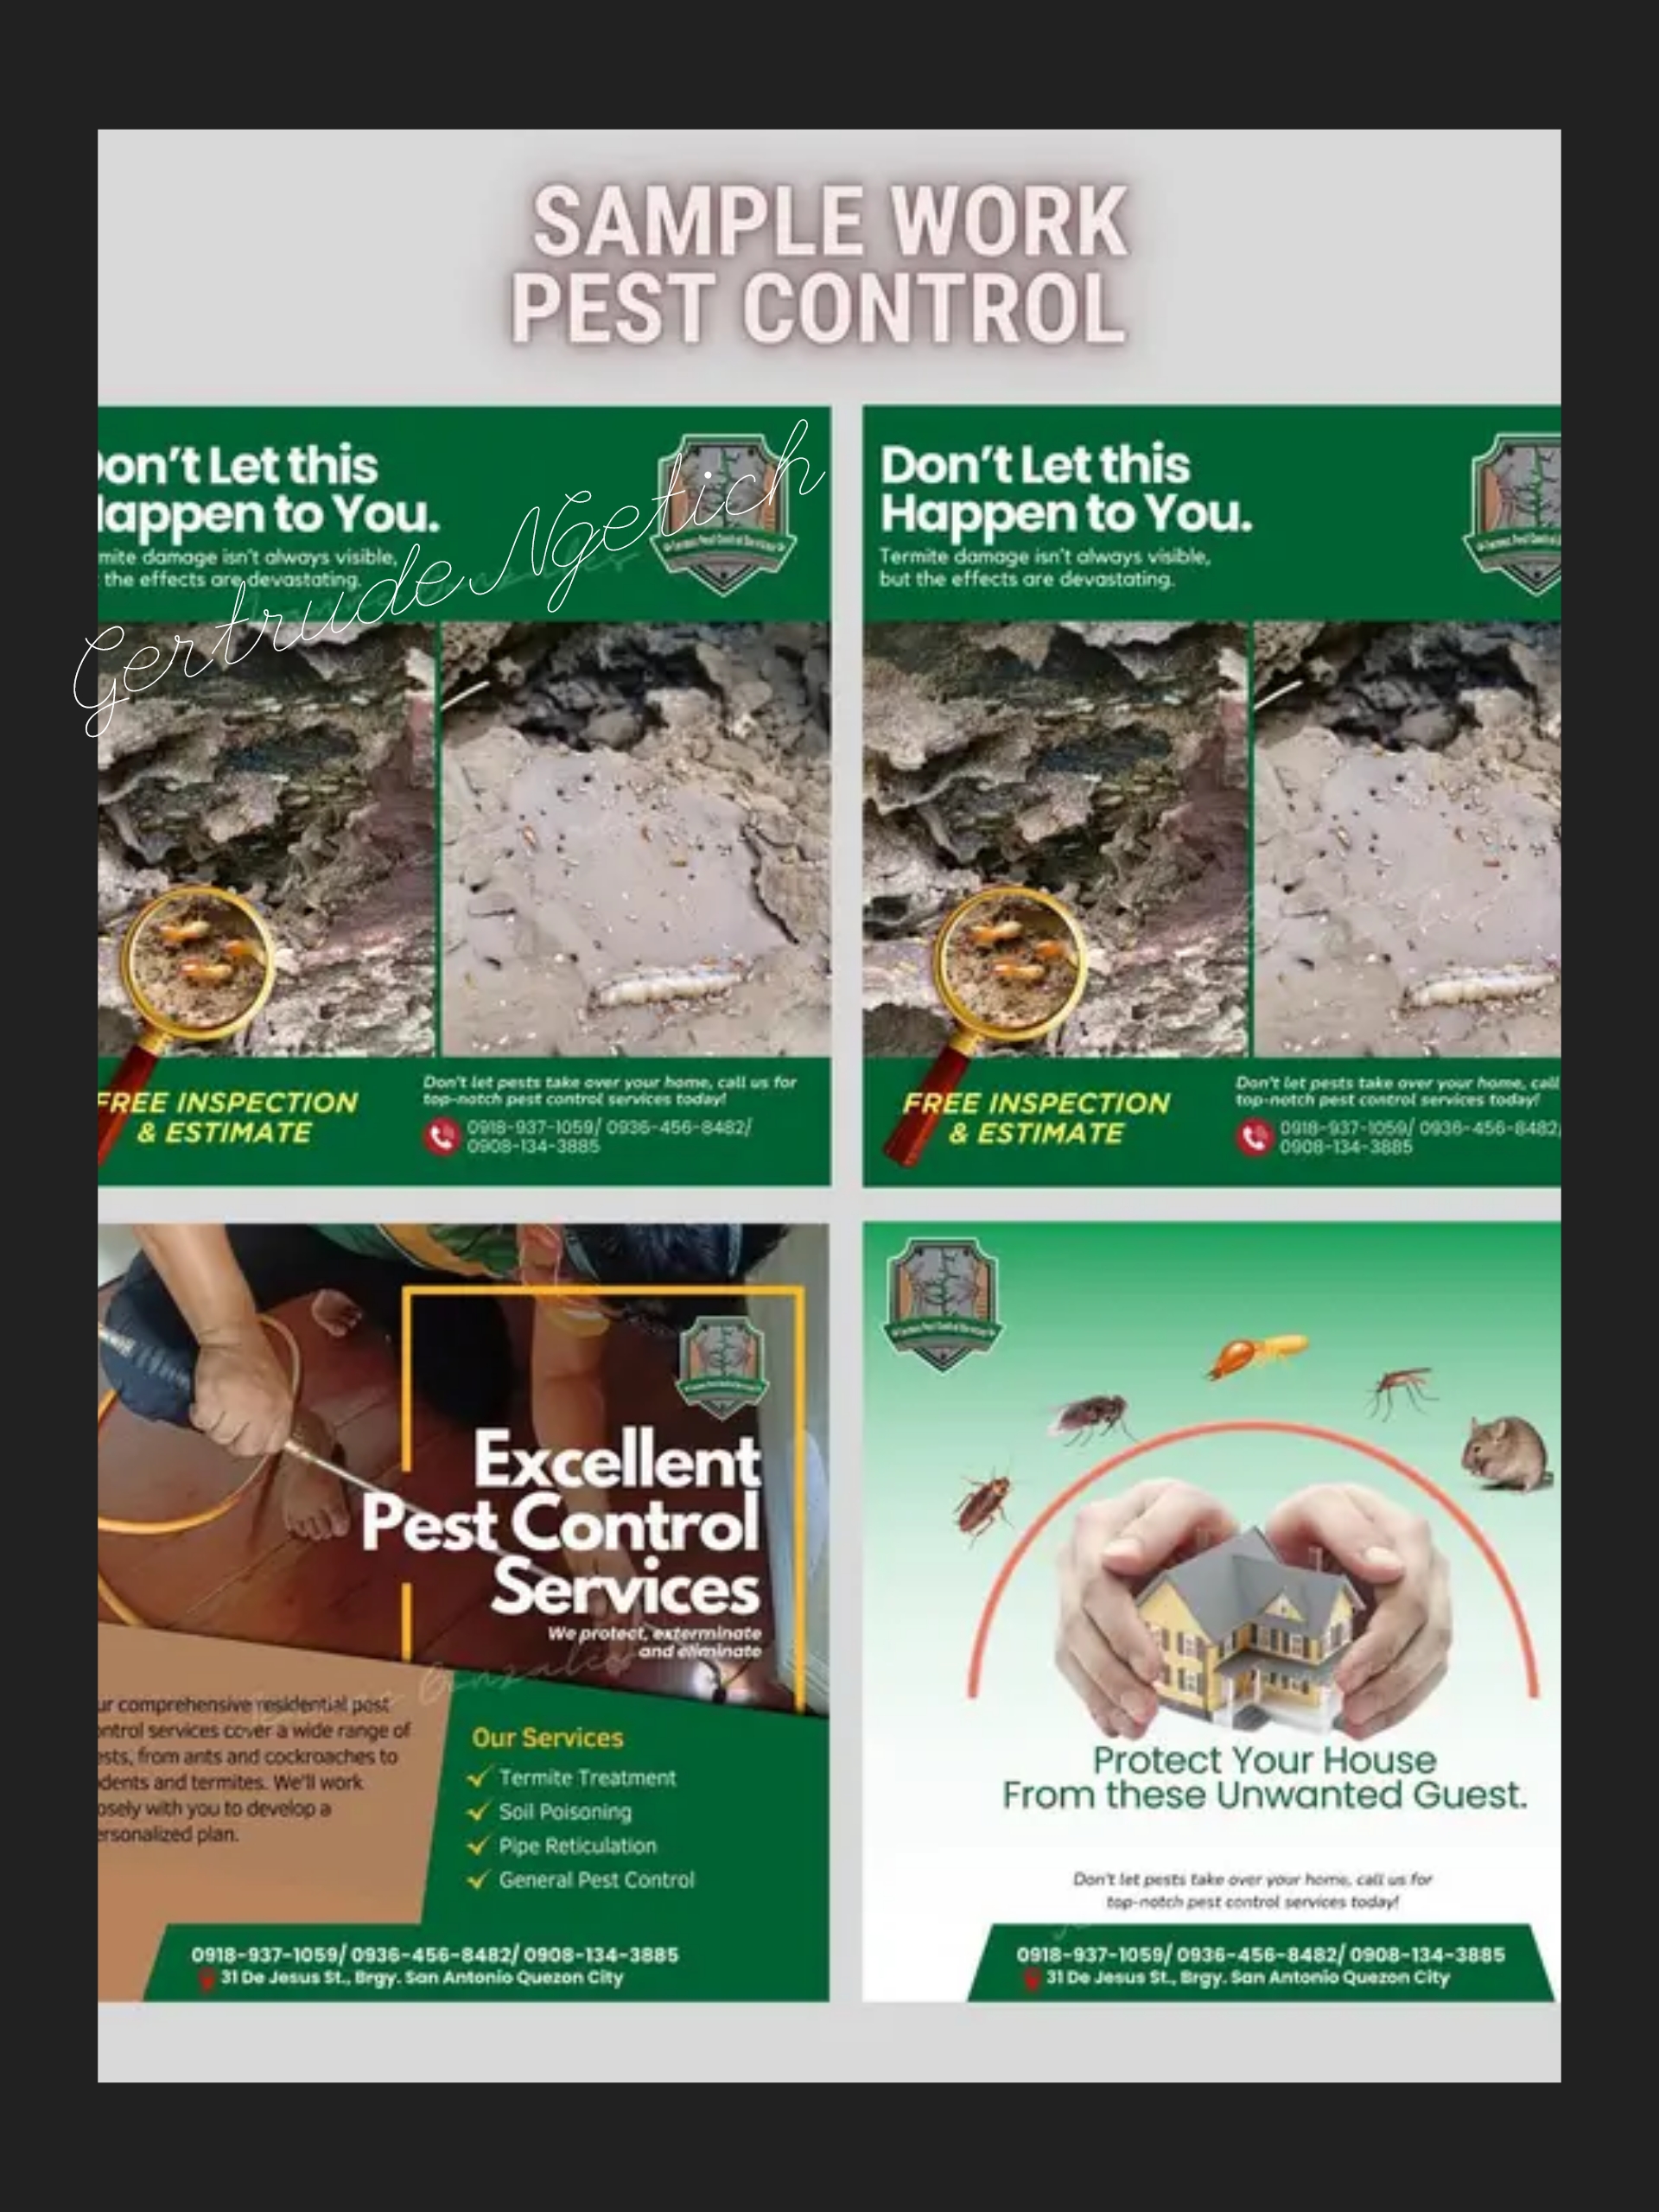 SAMPLE WORK
PEST CONTROL
on't Let this
appen to You.
mite damage isn't always visible,
the effects are devastating.
Gertrude Ngetich
FREE INSPECTION
& ESTIMATE
Don't let pests take over your home, call us for
top-notch pest control services today!
0918-937-1059/ 0936-456-8482/
0908-134-3885
Don't Let this
Happen to You.
Termite damage isn't always visible,
but the effects are devastating.
FREE INSPECTION
& ESTIMATE
Don't let pests take over your home, call
top-notch pest control services today!
0918-937-1059/ 0936-456-8482/
0908-134-3885
Excellent
Pest Control
Services
We protect, exterminate
and eliminate
Gonzales
ur comprehensive residential pest
ontrol services cover a wide range of
ests, from ants and cockroaches to
dents and termites. We'll work
osely with you to develop a
ersonalized plan.
Our Services
Termite Treatment
Soil Poisoning
Pipe Reticulation
General Pest Control
0918-937-1059/ 0936-456-8482/ 0908-134-3885
31 De Jesus St., Brgy. San Antonio Quezon City
Protect Your House
From these Unwanted Guest.
Don't let pests take over your home, call us for
top-notch pest control services today!
0918-937-1059/ 0936-456-8482/ 0908-134-3885
31 De Jesus St., Brgy. San Antonio Quezon City